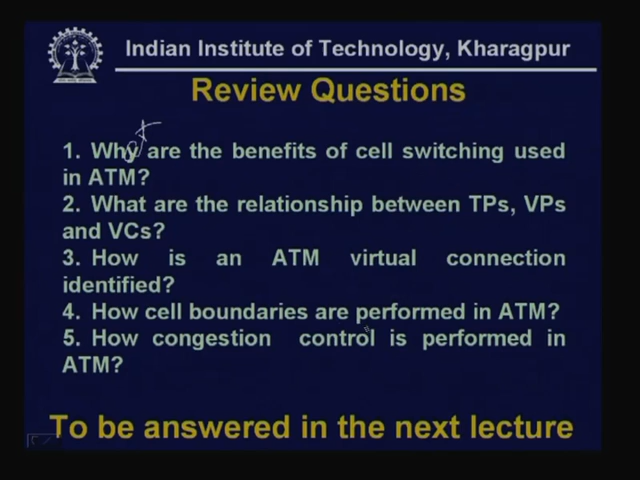 Indian Institute of Technology, Kharagpur
Review Questions
1. Why are the benefits of cell switching used
in ATM?
2. What are the relationship between TPs, VPs
and VCs?
3. How is an ATM virtual connection
identified?
4. How cell boundaries are performed in ATM?
5. How congestion control is performed in
ATM?
To be answered in the next lecture